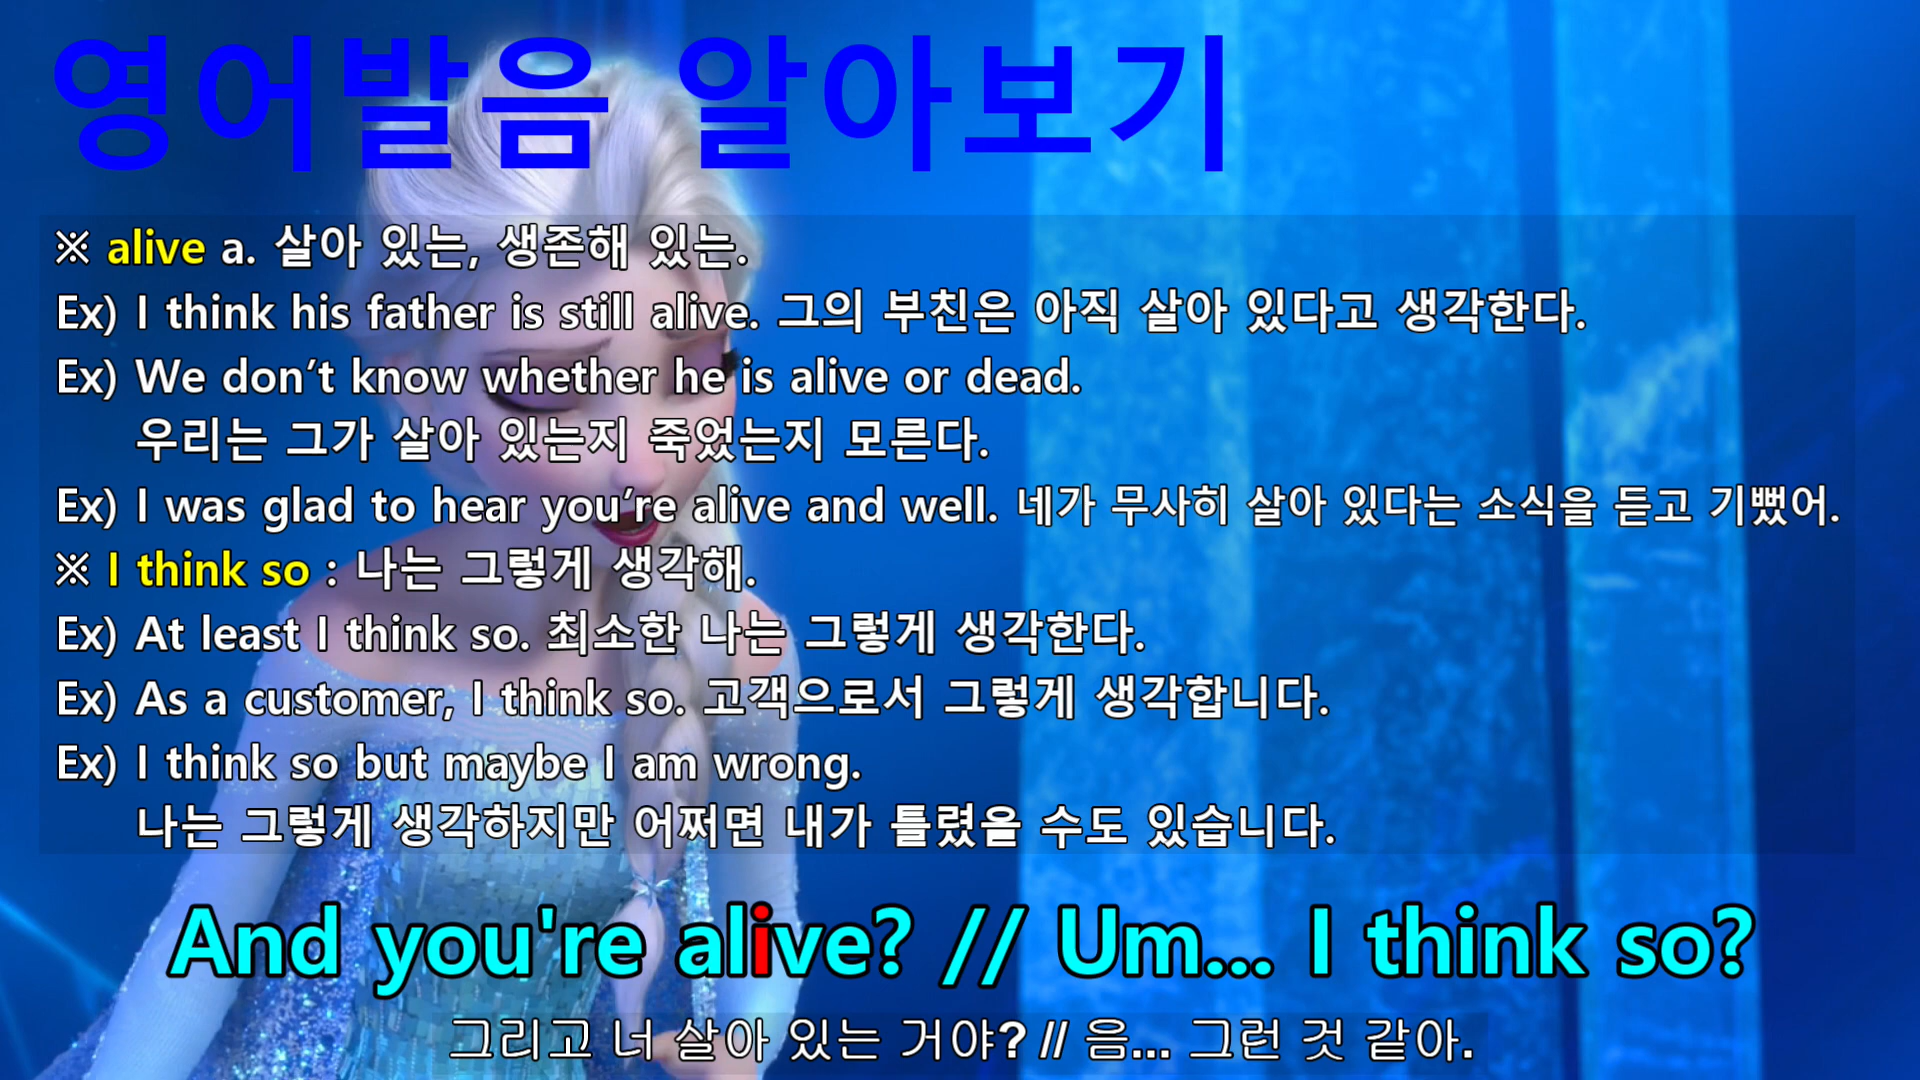 영어발음 알아보기
※ alive a. 살아 있는, 생존해 있는.
Ex) I think his father is still alive. 그의 부친은 아직 살아 있다고 생각한다.
Ex) We don’t know whether he is alive or dead.
우리는 그가 살아 있는지 죽었는지 모른다.
Ex) I was glad to hear you’re alive and well. 네가 무사히 살아 있다는 소식을 듣고 기뻤어.
※ I think so : 나는 그렇게 생각해.
Ex) At least I think so. 최소한 나는 그렇게 생각한다.
Ex) As a customer, I think so. 고객으로서 그렇게 생각합니다.
Ex) I think so but maybe I am wrong.
나는 그렇게 생각하지만 어쩌면 내가 틀렸을 수도 있습니다.
And you're alive? // Um... I think so?
그리고 너 살아 있는 거야? // 음... 그런 것 같아.